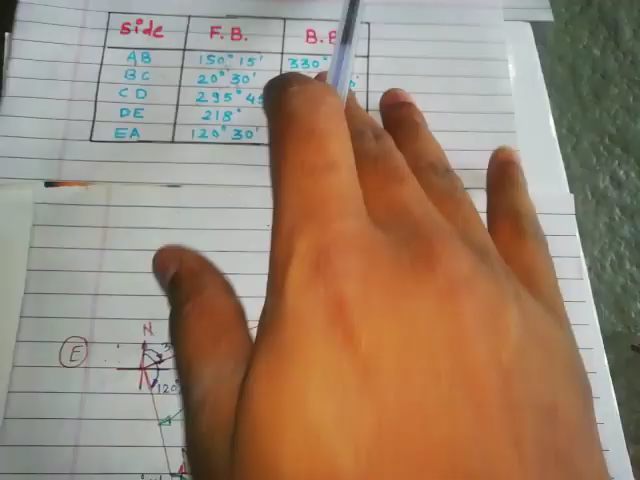 side F.B. B.B
AB 150° 15' 330°
BC 20° 30'
CD 295° 45
DE 218°
EA 120° 30'
N
E
120°